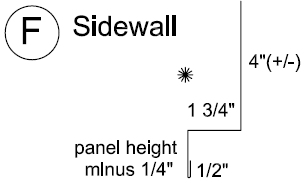 F Sidewall
4"(+/-)
1 3/4"
panel height
mInus 1/4"
1/2"